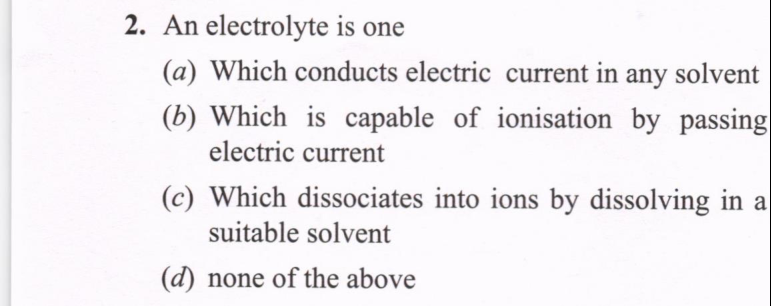 2. An electrolyte is one
(a) Which conducts electric current in any solvent
(b) Which is capable of ionisation by passing
electric current
(c) Which dissociates into ions by dissolving in a
suitable solvent
(d) none of the above